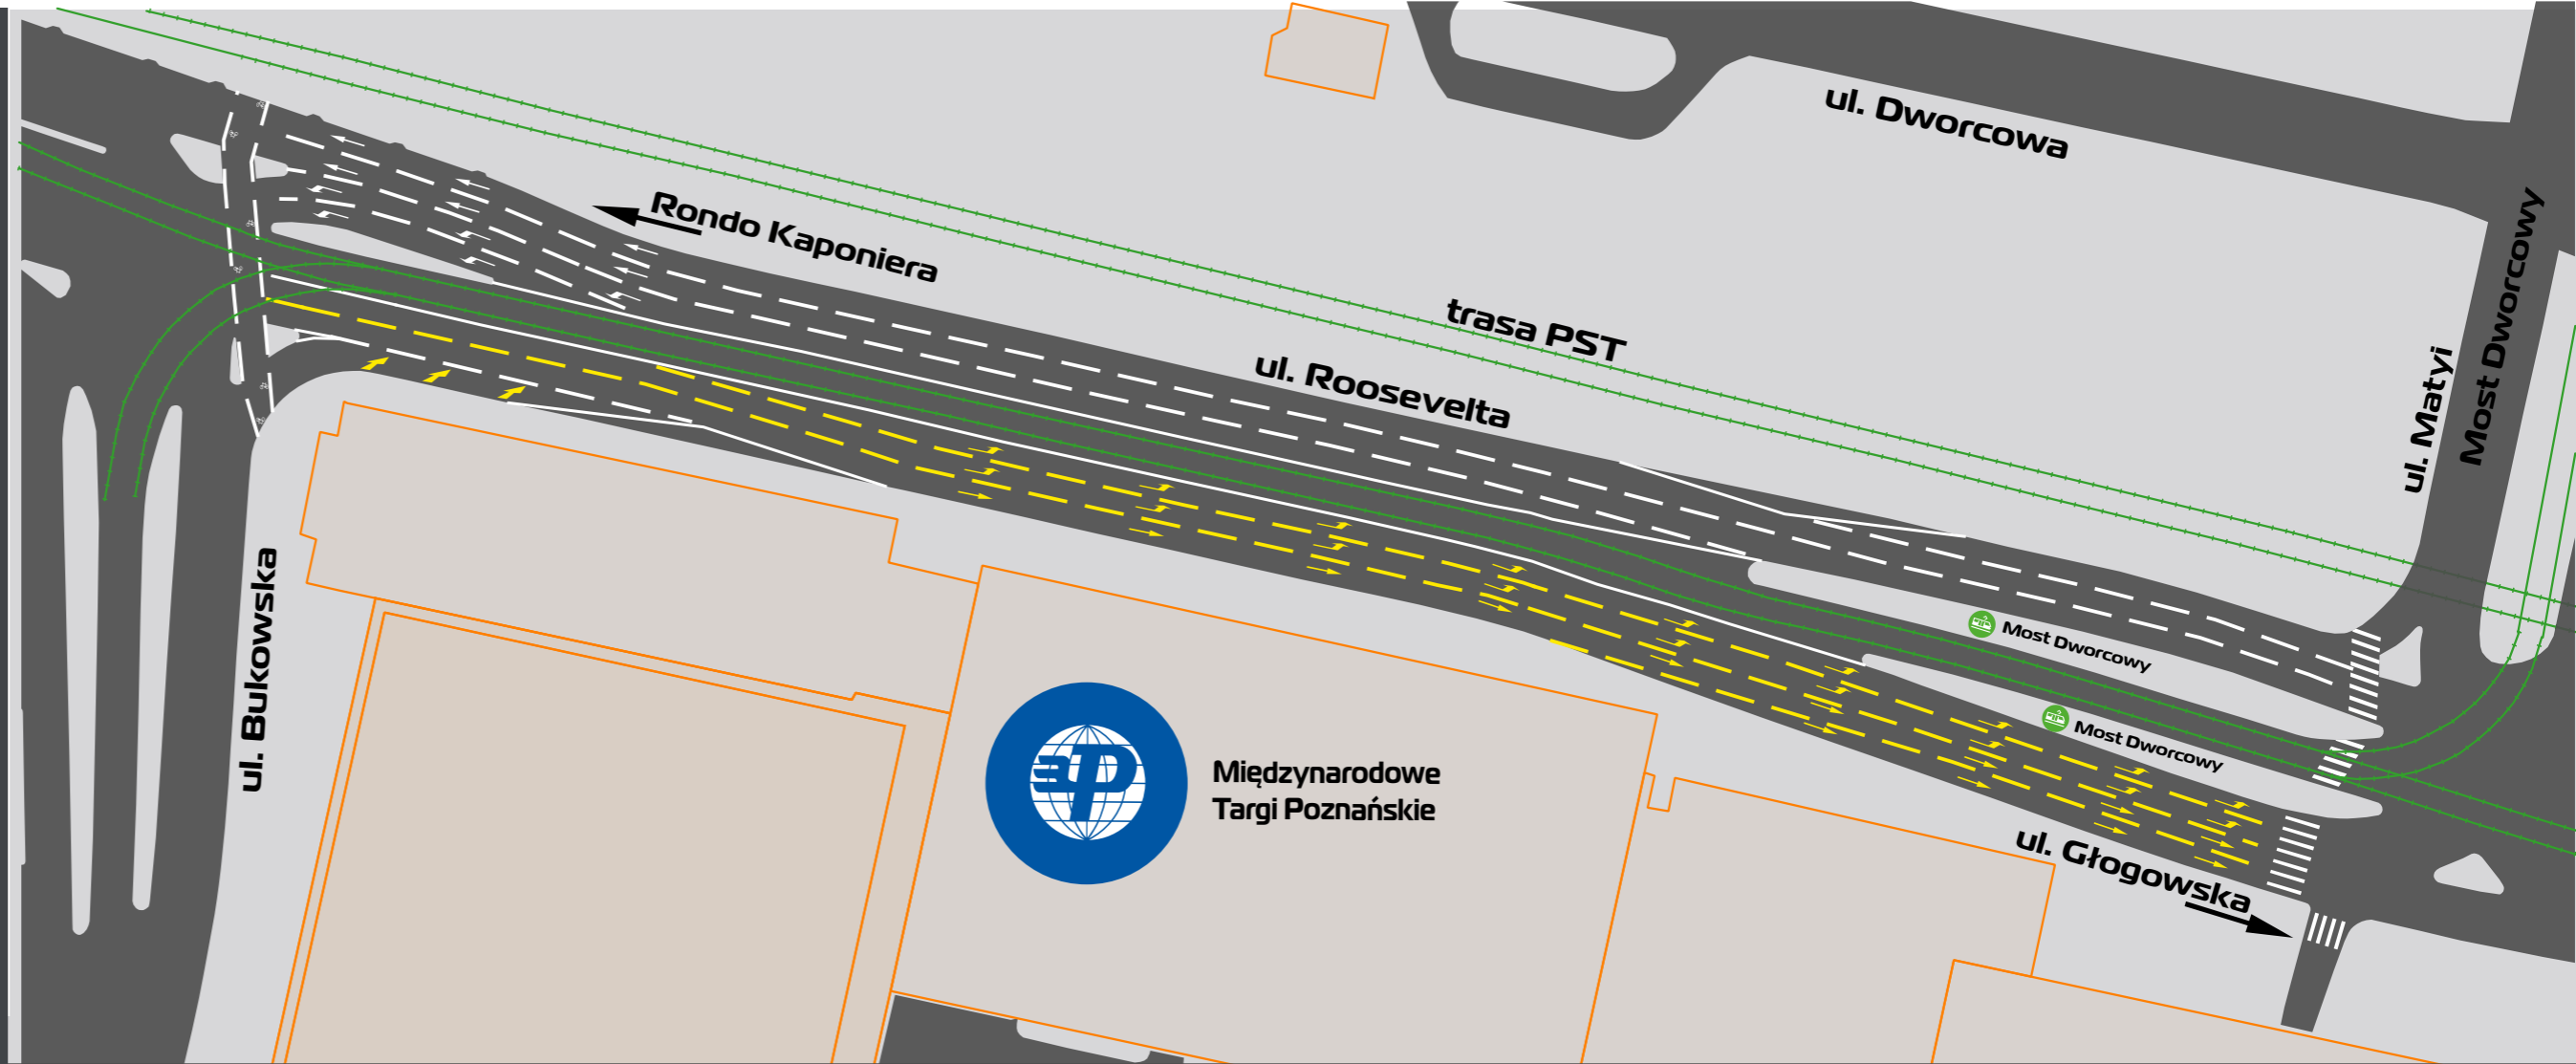 ul. Dworcowa
Rondo Kaponiera
Most Dworcowy
trasa PST
ul. Roosevelta
ul. Matyi
ul. Bukowska
Most Dworcowy
Most Dworcowy
Międzynarodowe
Targi Poznańskie
ul. Głogowska